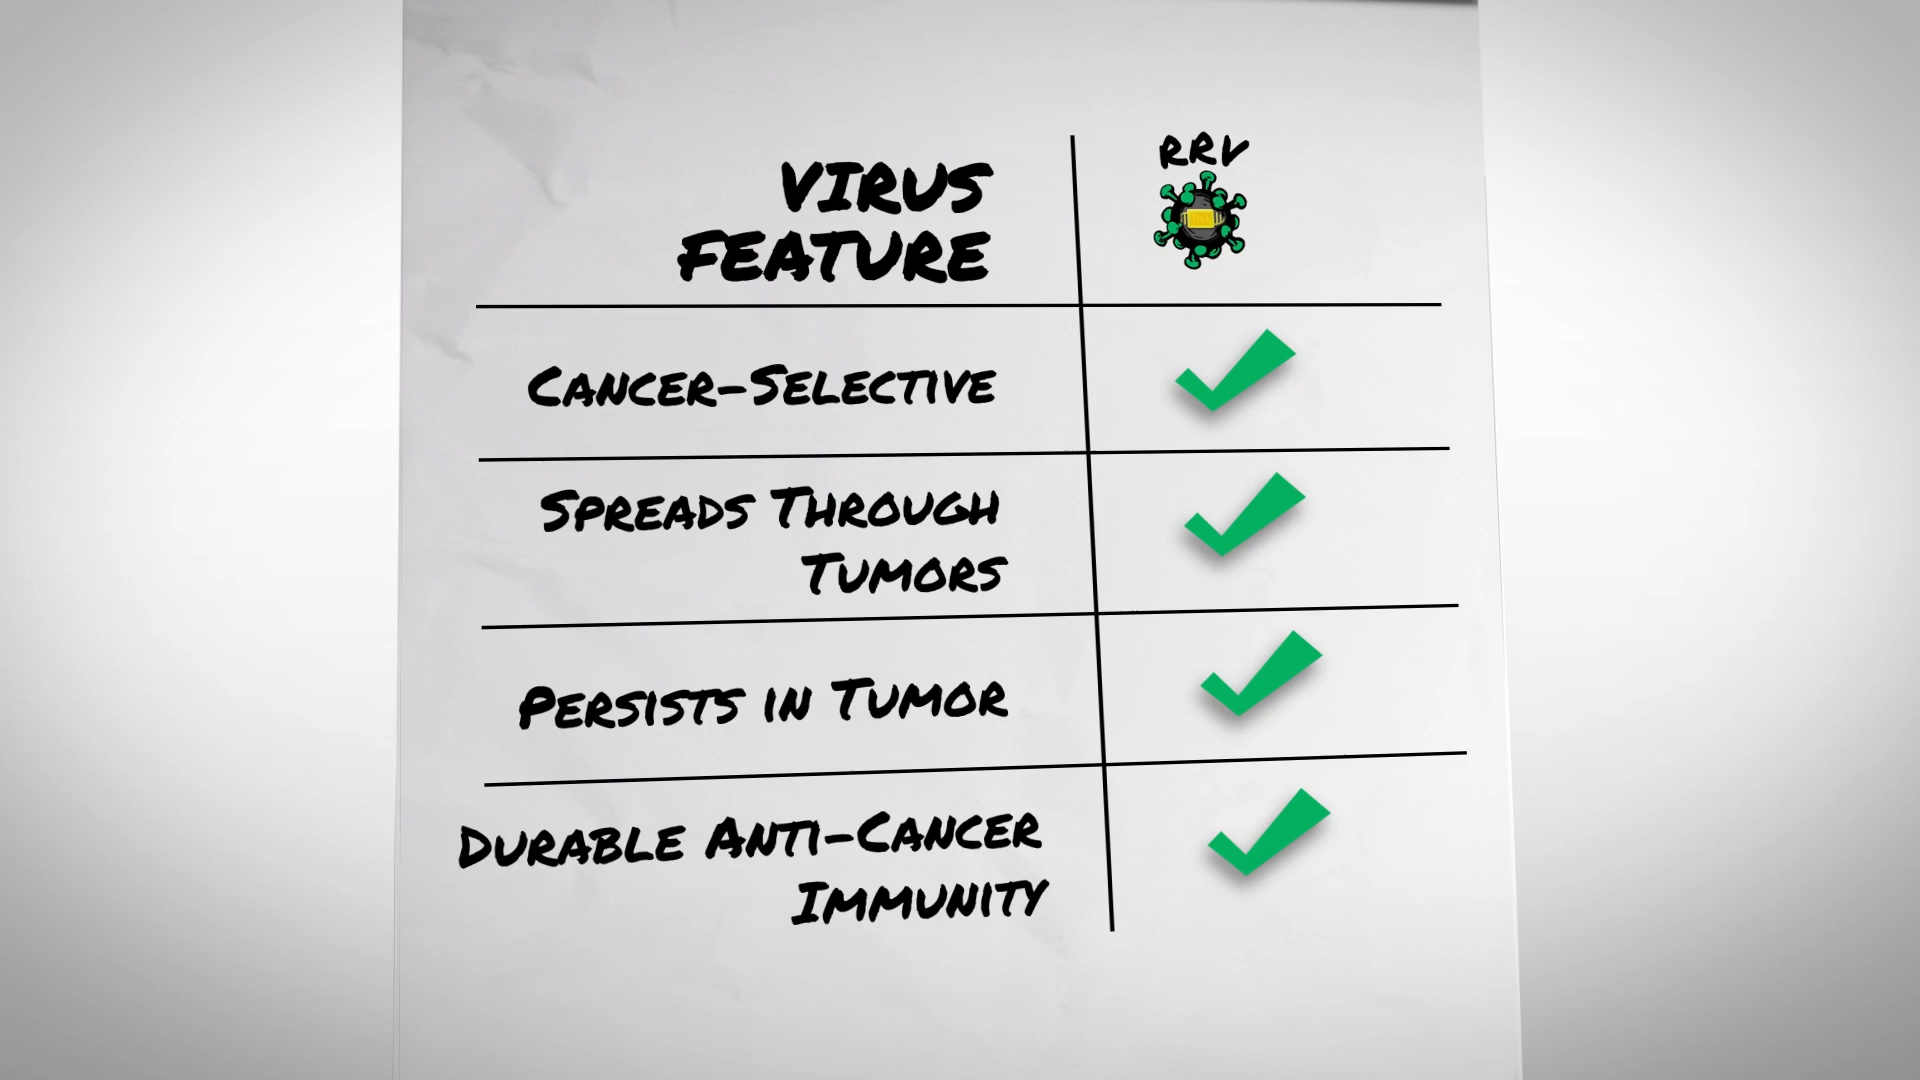 VIRUS
FEATURE
RRV
CANCER-SELECTIVE
SPREADS THROUGH
TUMORS
PERSISTS IN TUMOR
DURABLE ANTI-CANCER
IMMUNITY